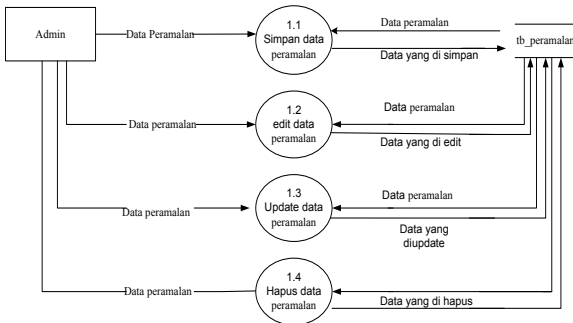 Admin
Data Peramalan
1.1
Simpan data
peramalan
Data peramalan
Data yang di simpan
tb_peramalan
Data peramalan
1.2
edit data
peramalan
Data peramalan
Data yang di edit
Data peramalan
1.3
Update data
peramalan
Data peramalan
Data yang
diupdate
Data peramalan
1.4
Hapus data
peramalan
Data yang di hapus